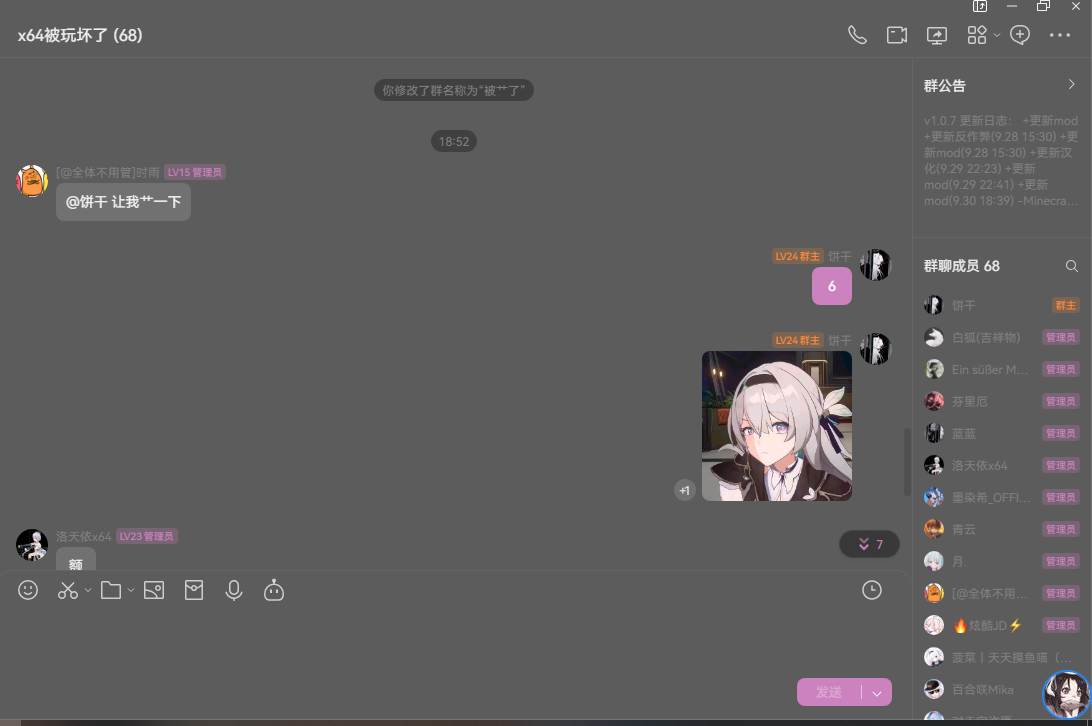 x64被玩坏了 (68)
你修改了群名称为“被艹了”
18:52
[@全体不用管]时雨 LV15 管理员
@饼干 让我艹一下
LV24 群主 饼干
6
LV24 群主 饼干
+1
洛天依x64 LV23 管理员
额
7
发送
群公告
v1.0.7 更新日志： +更新mod
+更新反作弊(9.28 15:30) +更
新mod(9.28 15:30) +更新汉
化(9.29 22:23) +更新
mod(9.29 22:41) +更新
mod(9.30 18:39) -Minecra...
群聊成员 68
饼干 群主
白狐(吉祥物) 管理员
Ein süßer M... 管理员
芬里厄 管理员
蓝蓝 管理员
洛天依x64 管理员
墨染希_OFFI... 管理员
青云 管理员
月. 管理员
[@全体不用... 管理员
🔥炫酷JD⚡ 管理员
菠菜丨天天摸鱼喵（...
百合咲Mika